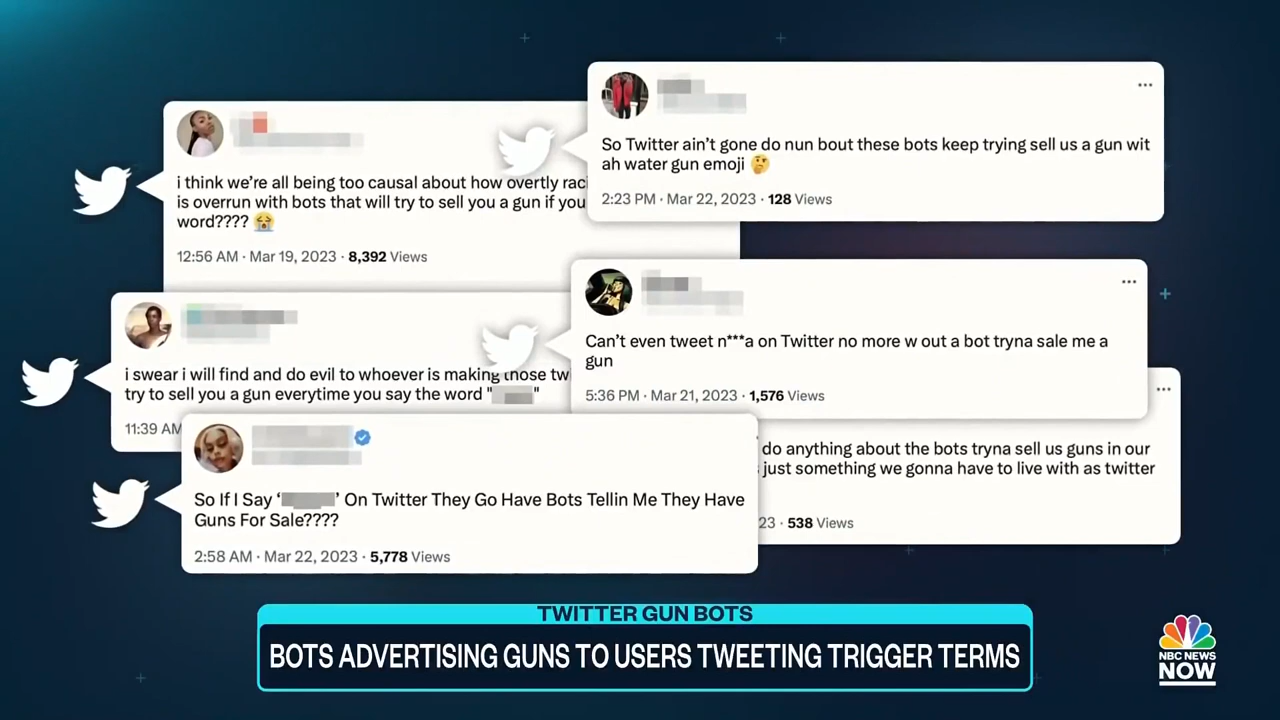 i think we're all being too causal about how overtly rac
is overrun with bots that will try to sell you a gun if you
word???? 😭
12:56 AM · Mar 19, 2023 · 8,392 Views
So Twitter ain't gone do nun bout these bots keep trying sell us a gun wit
ah water gun emoji 🤔
2:23 PM · Mar 22, 2023 · 128 Views
i swear i will find and do evil to whoever is making those tw
try to sell you a gun everytime you say the word " "
11:39 AM
Can't even tweet n***a on Twitter no more w out a bot tryna sale me a
gun
5:36 PM · Mar 21, 2023 · 1,576 Views
So If I Say ‘ ’ On Twitter They Go Have Bots Tellin Me They Have
Guns For Sale????
2:58 AM · Mar 22, 2023 · 5,778 Views
do anything about the bots tryna sell us guns in our
just something we gonna have to live with as twitter
23 · 538 Views
TWITTER GUN BOTS
BOTS ADVERTISING GUNS TO USERS TWEETING TRIGGER TERMS
NBC NEWS
NOW